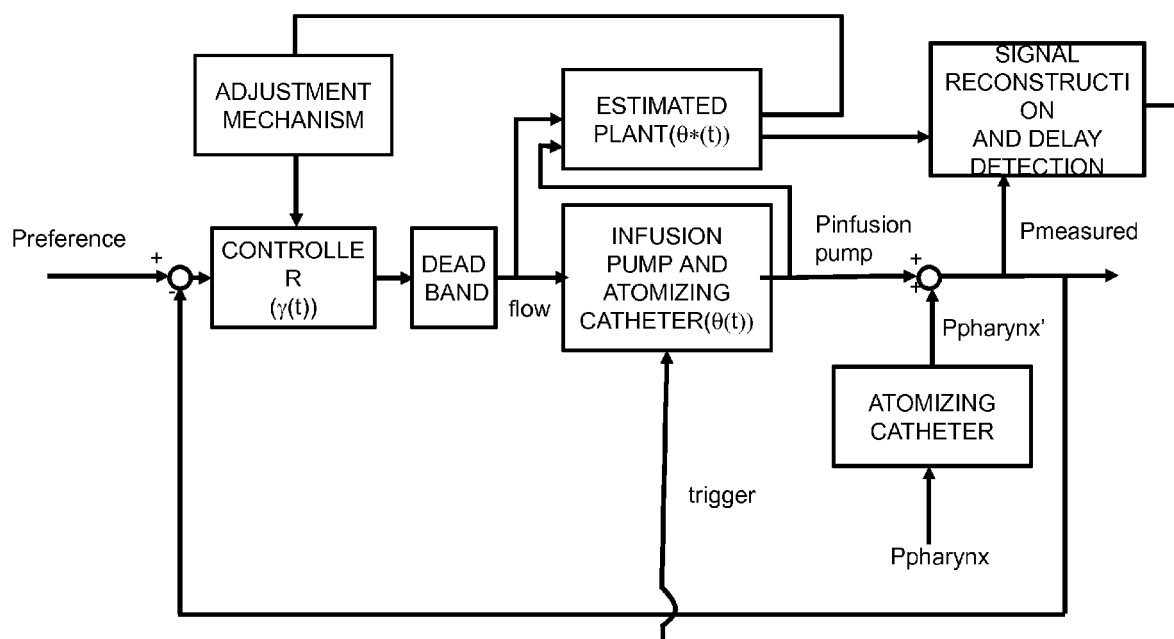 ADJUSTMENT
MECHANISM
ESTIMATED
PLANT(θ*(t))
SIGNAL
RECONSTRUCTI
ON
AND DELAY
DETECTION
Preference
+
-
CONTROLLE
R
(γ(t))
DEAD
BAND
flow
INFUSION
PUMP AND
ATOMIZING
CATHETER(θ(t))
Pinfusion
pump
+
+
Pmeasured
Ppharynx’
ATOMIZING
CATHETER
trigger
Ppharynx